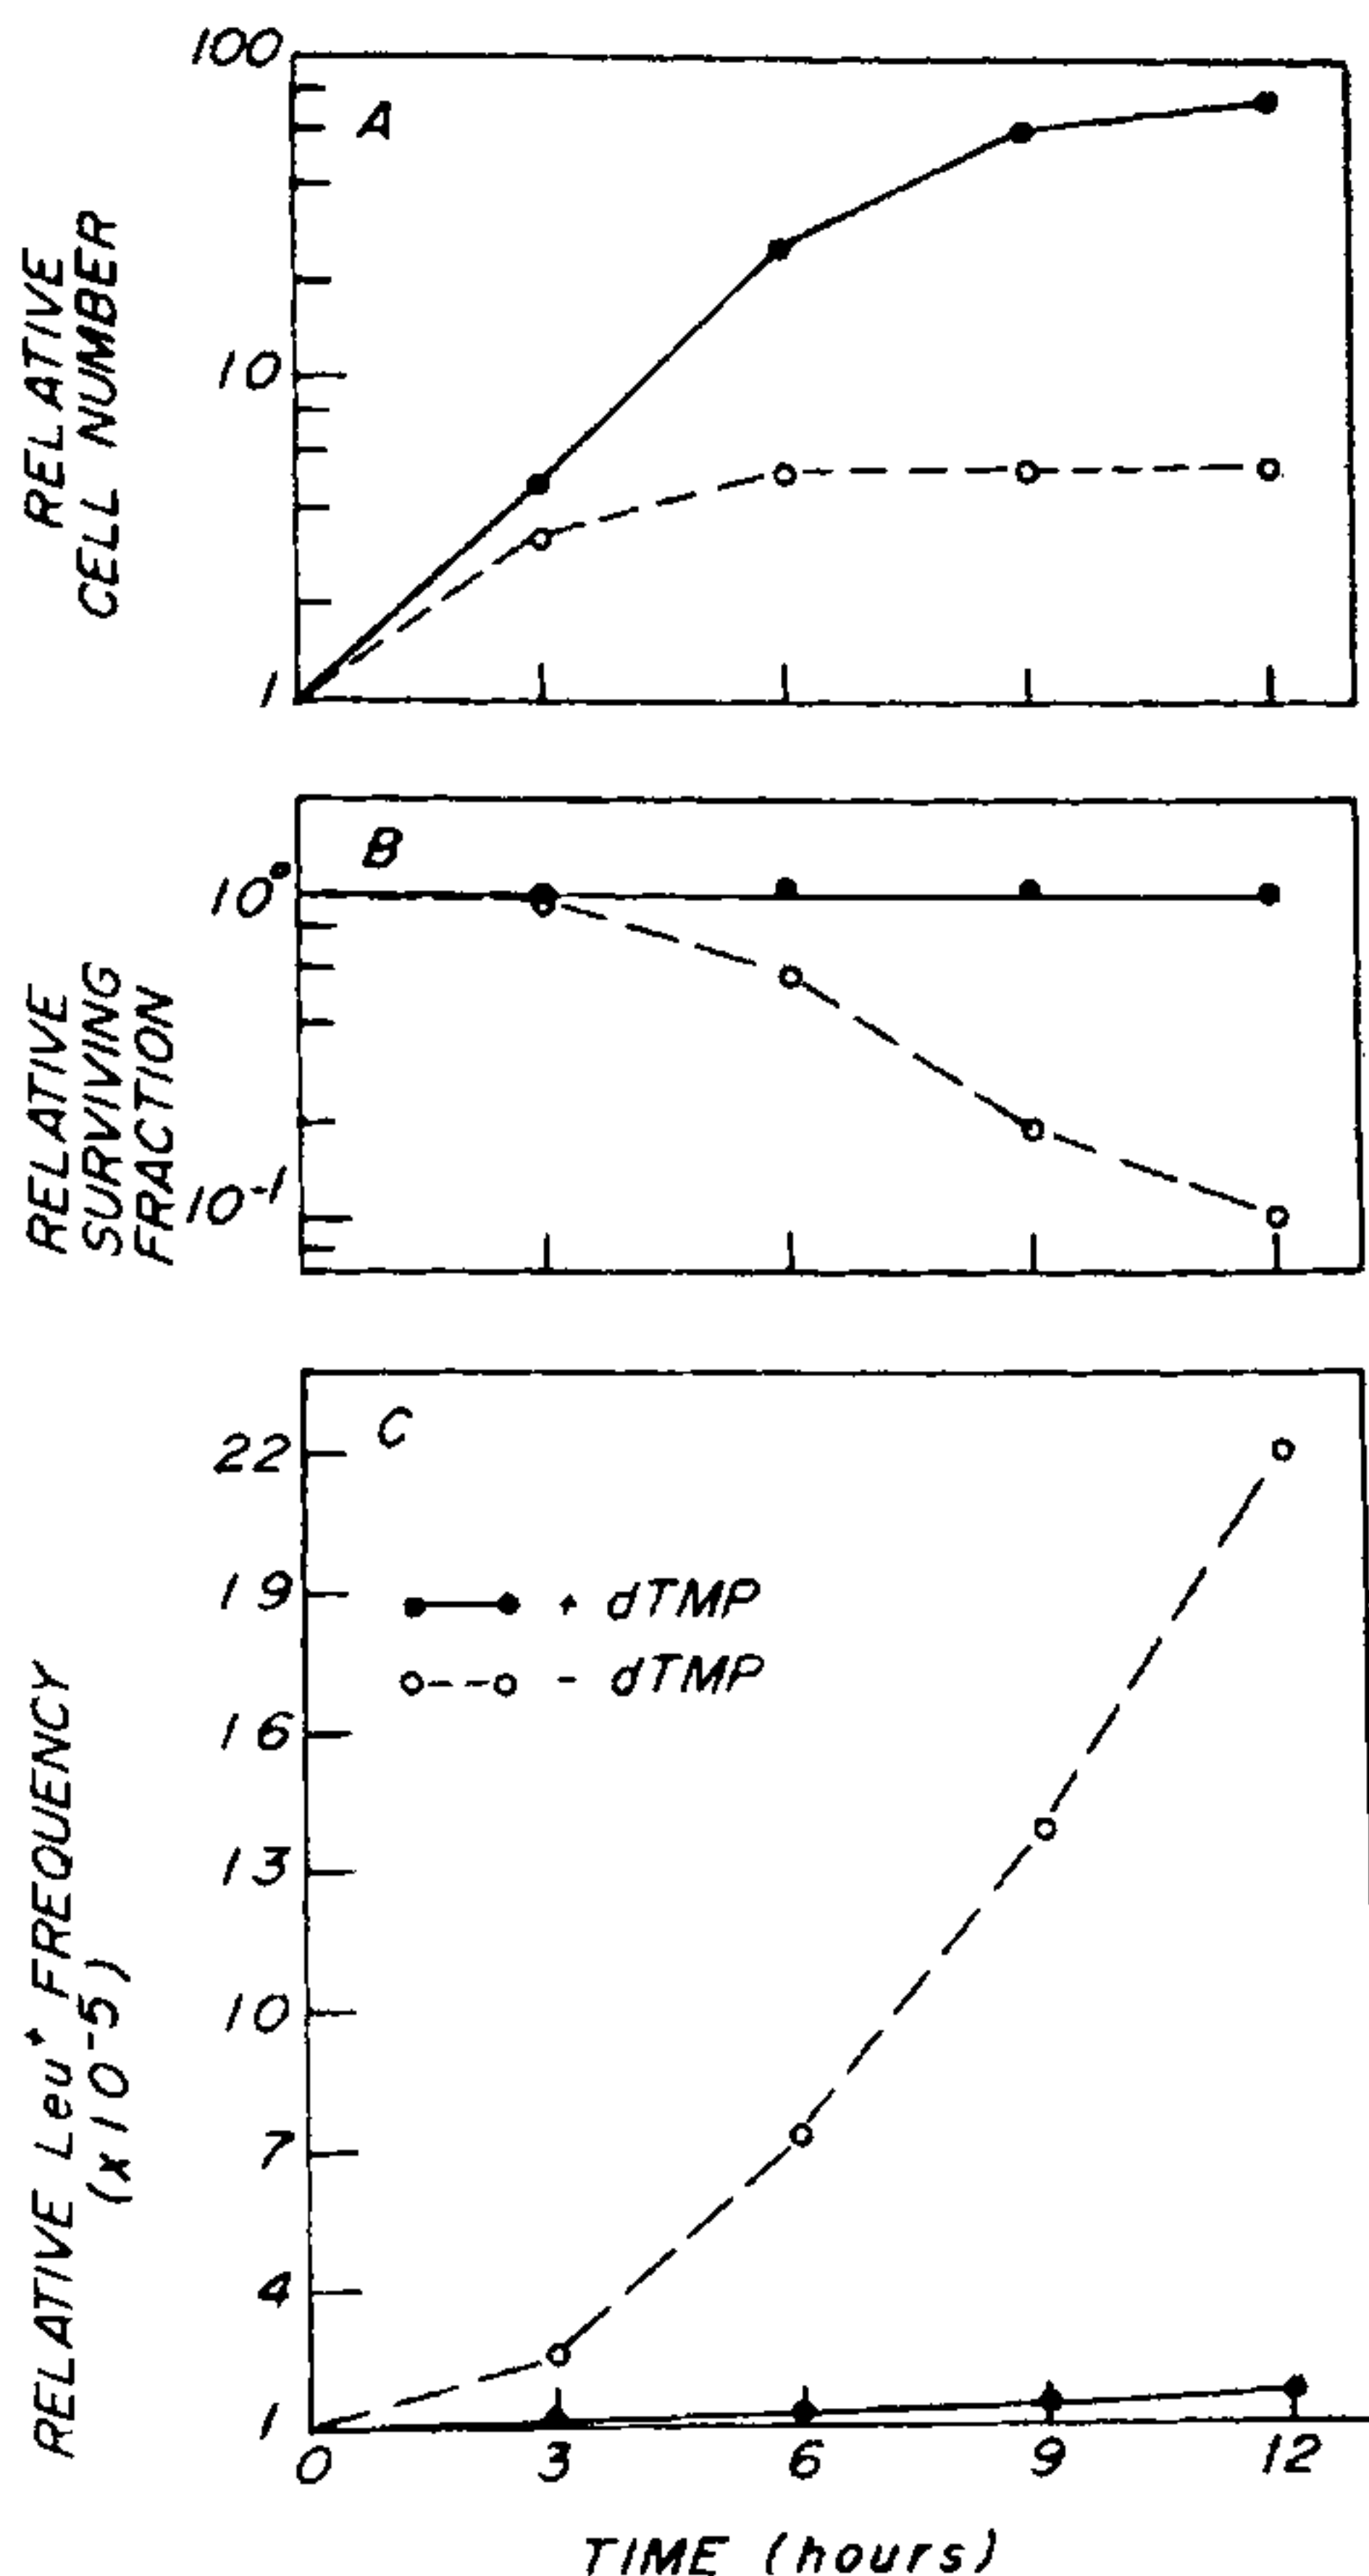 100
A
10
1
RELATIVE
CELL NUMBER
B
10⁰
10⁻¹
RELATIVE
SURVIVING
FRACTION
C
22
19
16
13
10
7
4
1
+ dTMP
- dTMP
RELATIVE Leu⁺ FREQUENCY
(x10⁻⁵)
0 3 6 9 12
TIME (hours)